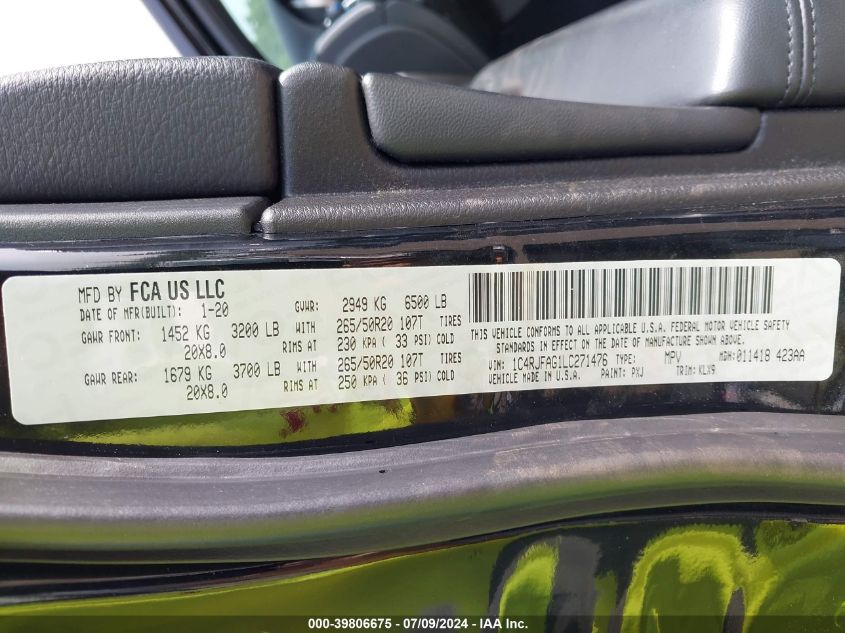 MFD BY FCA US LLC
DATE OF MFR(BUILT): 1-20 GVWR: 2949 KG 6500 LB
GAWR FRONT: 1452 KG 3200 LB WITH 265/50R20 107T TIRES
20X8.0 RIMS AT 230 KPA ( 33 PSI) COLD
GAWR REAR: 1679 KG 3700 LB WITH 265/50R20 107T TIRES
20X8.0 RIMS AT 250 KPA ( 36 PSI) COLD
THIS VEHICLE CONFORMS TO ALL APPLICABLE U.S.A. FEDERAL MOTOR VEHICLE SAFETY
STANDARDS IN EFFECT ON THE DATE OF MANUFACTURE SHOWN ABOVE.
VIN: 1C4RJFAG1LC271476 TYPE: MPV MDH: 011418 423AA
VEHICLE MADE IN U.S.A. PAINT: PXJ TRIM: KLX9
000-39806675 / 07/09/2024 - IAA Inc.